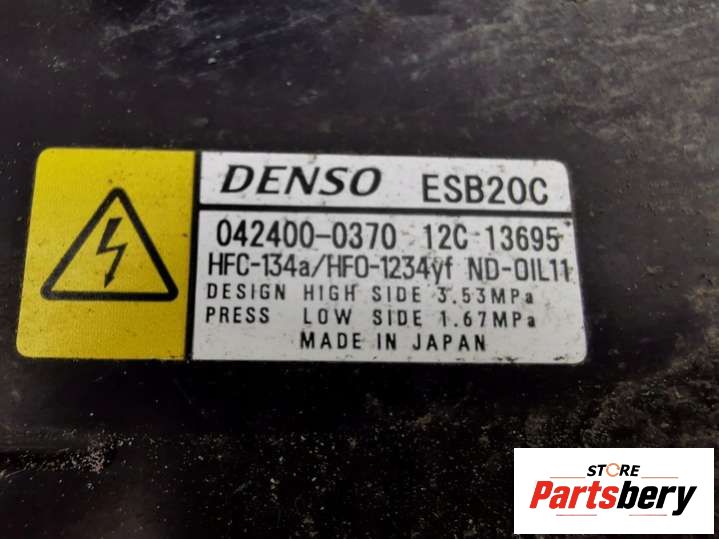 DENSO ESB20C
042400-0370 12C 13695
HFC-134a/HFO-1234yf ND-OIL11
DESIGN HIGH SIDE 3.53MPa
PRESS LOW SIDE 1.67MPa
MADE IN JAPAN
STORE
Partsbery